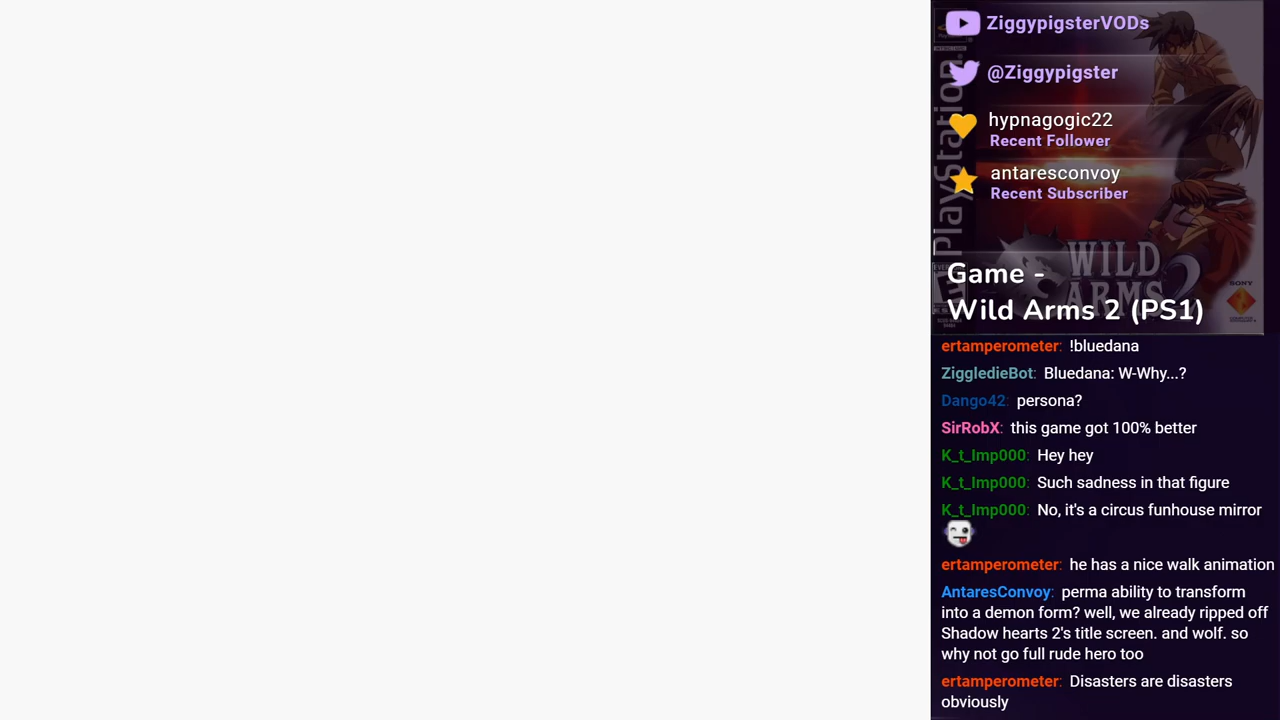 ZiggypigsterVODs
@Ziggypigster
hypnagogic22
Recent Follower
antaresconvoy
Recent Subscriber
PlayStation
WILD
ARMS 2
SONY
Game -
Wild Arms 2 (PS1)
ertamperometer: !bluedana
ZiggledieBot: Bluedana: W-Why...?
Dango42: persona?
SirRobX: this game got 100% better
K_t_Imp000: Hey hey
K_t_Imp000: Such sadness in that figure
K_t_Imp000: No, it's a circus funhouse mirror
ertamperometer: he has a nice walk animation
AntaresConvoy: perma ability to transform
into a demon form? well, we already ripped off
Shadow hearts 2's title screen. and wolf. so
why not go full rude hero too
ertamperometer: Disasters are disasters
obviously